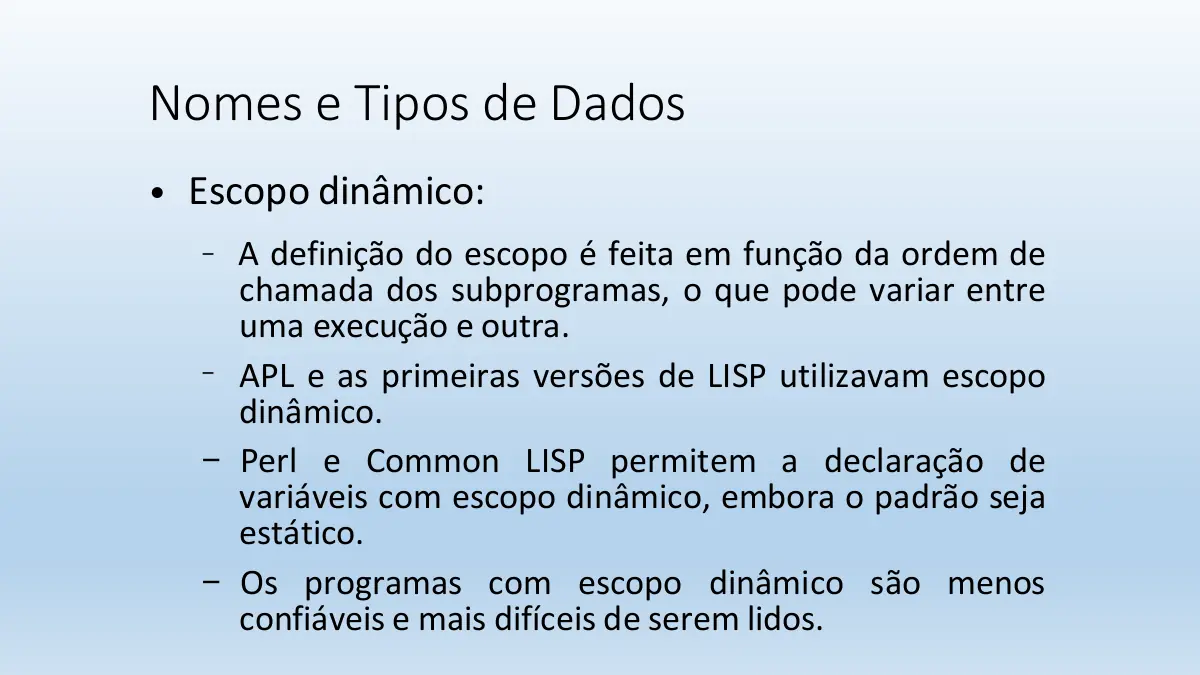 Nomes e Tipos de Dados
• Escopo dinâmico:
– A definição do escopo é feita em função da ordem de
chamada dos subprogramas, o que pode variar entre
uma execução e outra.
– APL e as primeiras versões de LISP utilizavam escopo
dinâmico.
– Perl e Common LISP permitem a declaração de
variáveis com escopo dinâmico, embora o padrão seja
estático.
– Os programas com escopo dinâmico são menos
confiáveis e mais difíceis de serem lidos.